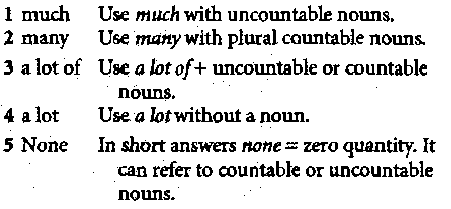 1 much Use much with uncountable nouns.
2 many Use many with plural countable nouns.
3 a lot of Use a lot of + uncountable or countable
nouns.
4 a lot Use a lot without a noun.
5 None In short answers none = zero quantity. It
can refer to countable or uncountable
nouns.